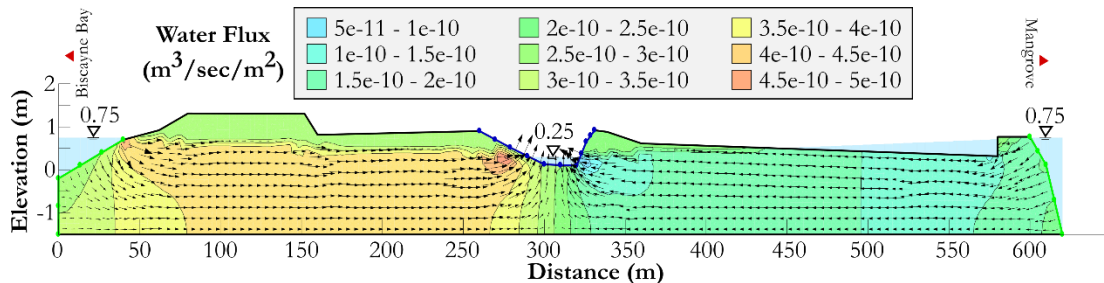 Water Flux
(m³/sec/m²)
5e-11 - 1e-10
1e-10 - 1.5e-10
1.5e-10 - 2e-10
2e-10 - 2.5e-10
2.5e-10 - 3e-10
3e-10 - 3.5e-10
3.5e-10 - 4e-10
4e-10 - 4.5e-10
4.5e-10 - 5e-10
Biscayne Bay
Mangrove
0.75
0.25
0.75
Elevation (m)
2
1
0
-1
0 50 100 150 200 250 300 350 400 450 500 550 600
Distance (m)